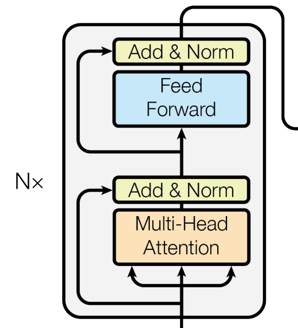 Add & Norm
Feed
Forward
N×
Add & Norm
Multi-Head
Attention